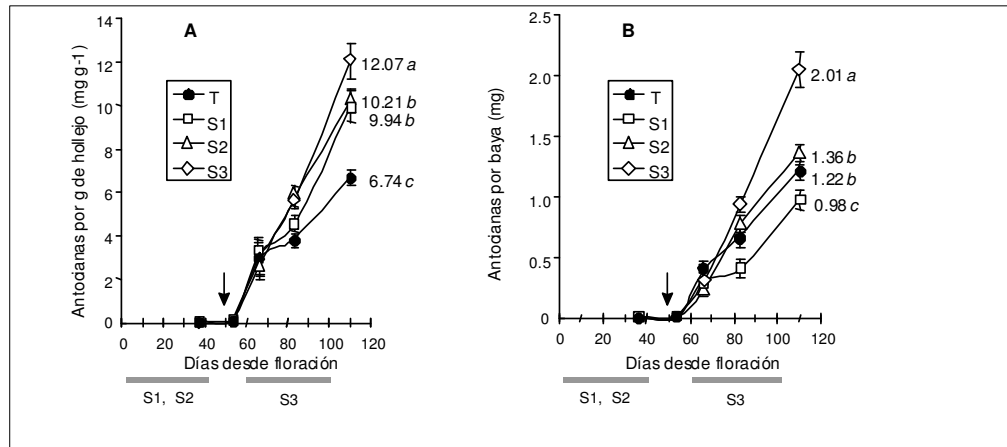 A
Antodanas por g de hollejo (mg g-1)
14
12
10
8
6
4
2
0
T
S1
S2
S3
12.07 a
10.21 b
9.94 b
6.74 c
0 20 40 60 80 100 120
Días desde floración
S1, S2
S3
B
Antodanas por baya (mg)
2.5
2.0
1.5
1.0
0.5
0
T
S1
S2
S3
2.01 a
1.36 b
1.22 b
0.98 c
0 20 40 60 80 100 120
Días desde floración
S1, S2
S3